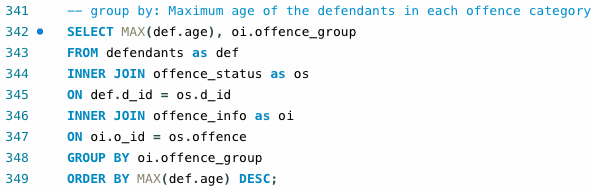 341 -- group by: Maximum age of the defendants in each offence category
342 SELECT MAX(def.age), oi.offence_group
343 FROM defendants as def
344 INNER JOIN offence_status as os
345 ON def.d_id = os.d_id
346 INNER JOIN offence_info as oi
347 ON oi.o_id = os.offence
348 GROUP BY oi.offence_group
349 ORDER BY MAX(def.age) DESC;